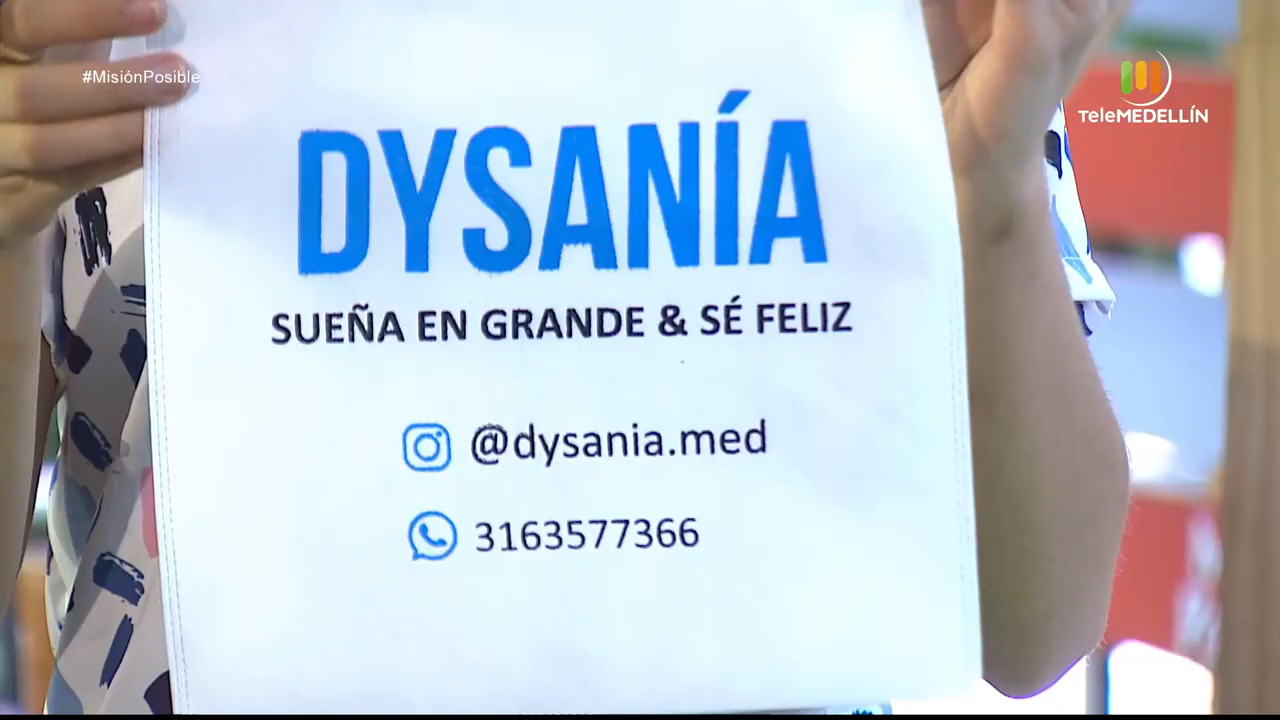 #MisiónPosible
TeleMEDELLÍN
DYSANÍA
SUEÑA EN GRANDE & SÉ FELIZ
@dysania.med
3163577366